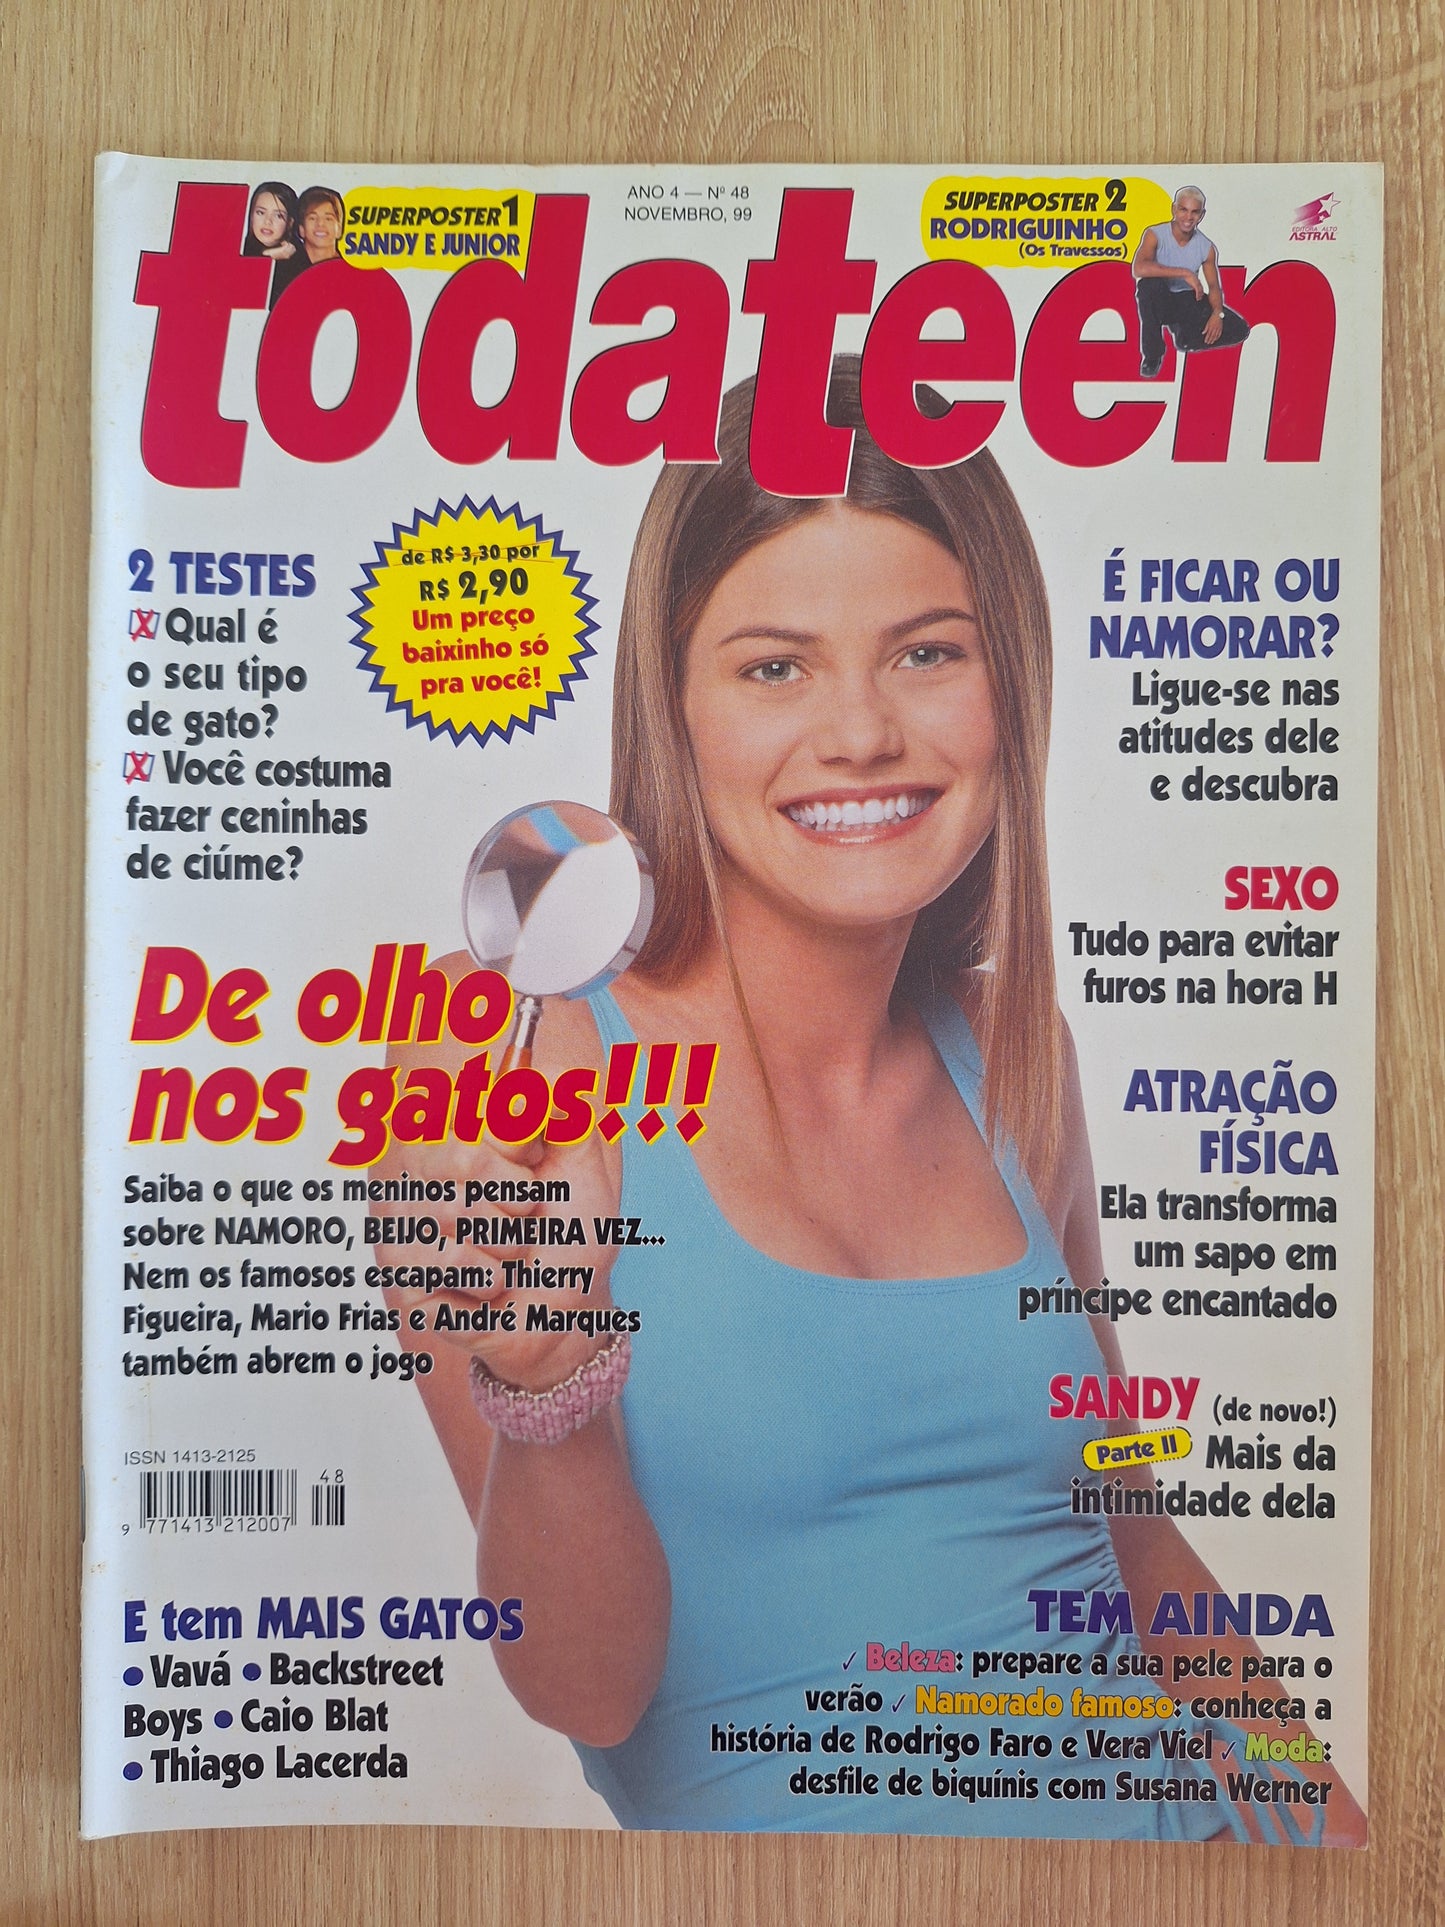 SUPERPOSTER 1
SANDY E JUNIOR
ANO 4 — Nº 48
NOVEMBRO, 99
SUPERPOSTER 2
RODRIGUINHO
(Os Travessos)
EDITORA ALTO
ASTRAL
todateen
2 TESTES
Qual é
o seu tipo
de gato?
Você costuma
fazer ceninhas
de ciúme?
de R$ 3,30 por
R$ 2,90
Um preço
baixinho só
pra você!
De olho
nos gatos!!!
Saiba o que os meninos pensam
sobre NAMORO, BEIJO, PRIMEIRA VEZ...
Nem os famosos escapam: Thierry
Figueira, Mario Frias e André Marques
também abrem o jogo
ISSN 1413-2125
48
9 771413 212007
E tem MAIS GATOS
• Vavá • Backstreet
Boys • Caio Blat
• Thiago Lacerda
É FICAR OU
NAMORAR?
Ligue-se nas
atitudes dele
e descubra
SEXO
Tudo para evitar
furos na hora H
ATRAÇÃO
FÍSICA
Ela transforma
um sapo em
príncipe encantado
SANDY (de novo!)
Parte II Mais da
intimidade dela
TEM AINDA
✓ Beleza: prepare a sua pele para o
verão ✓ Namorado famoso: conheça a
história de Rodrigo Faro e Vera Viel ✓ Moda:
desfile de biquínis com Susana Werner